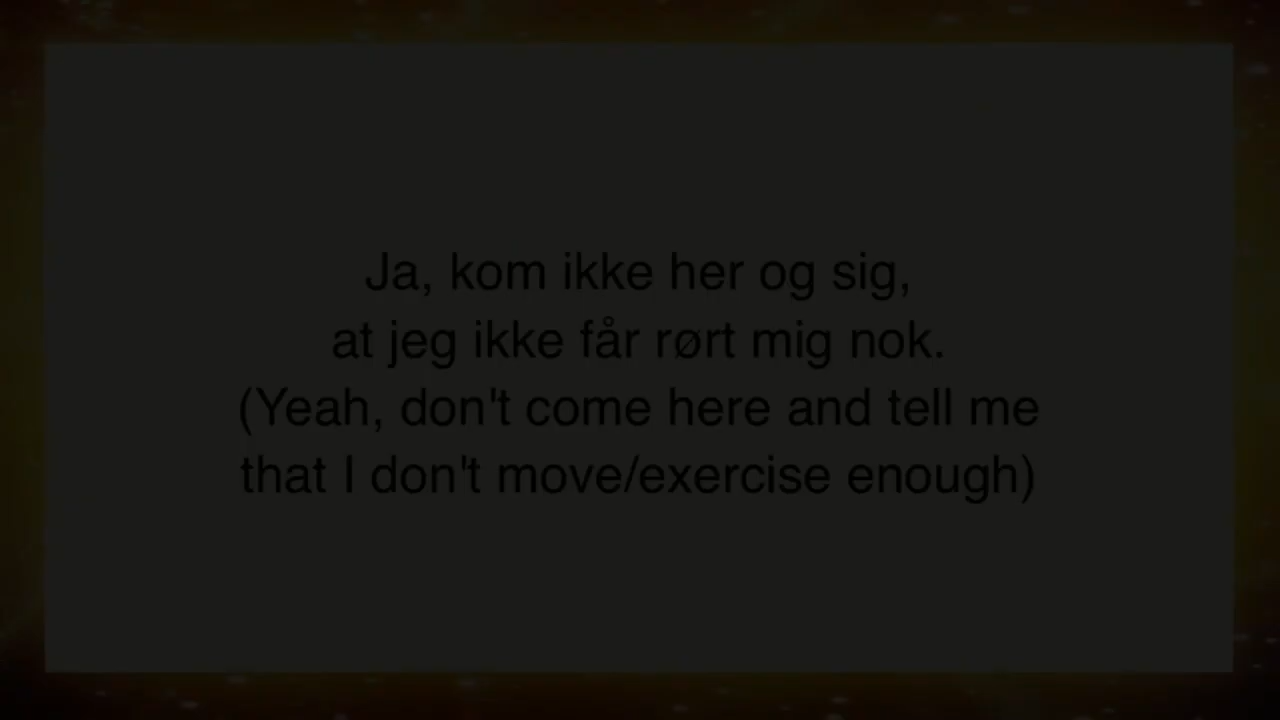 Ja, kom ikke her og sig,
at jeg ikke får rørt mig nok.
(Yeah, don't come here and tell me
that I don't move/exercise enough)